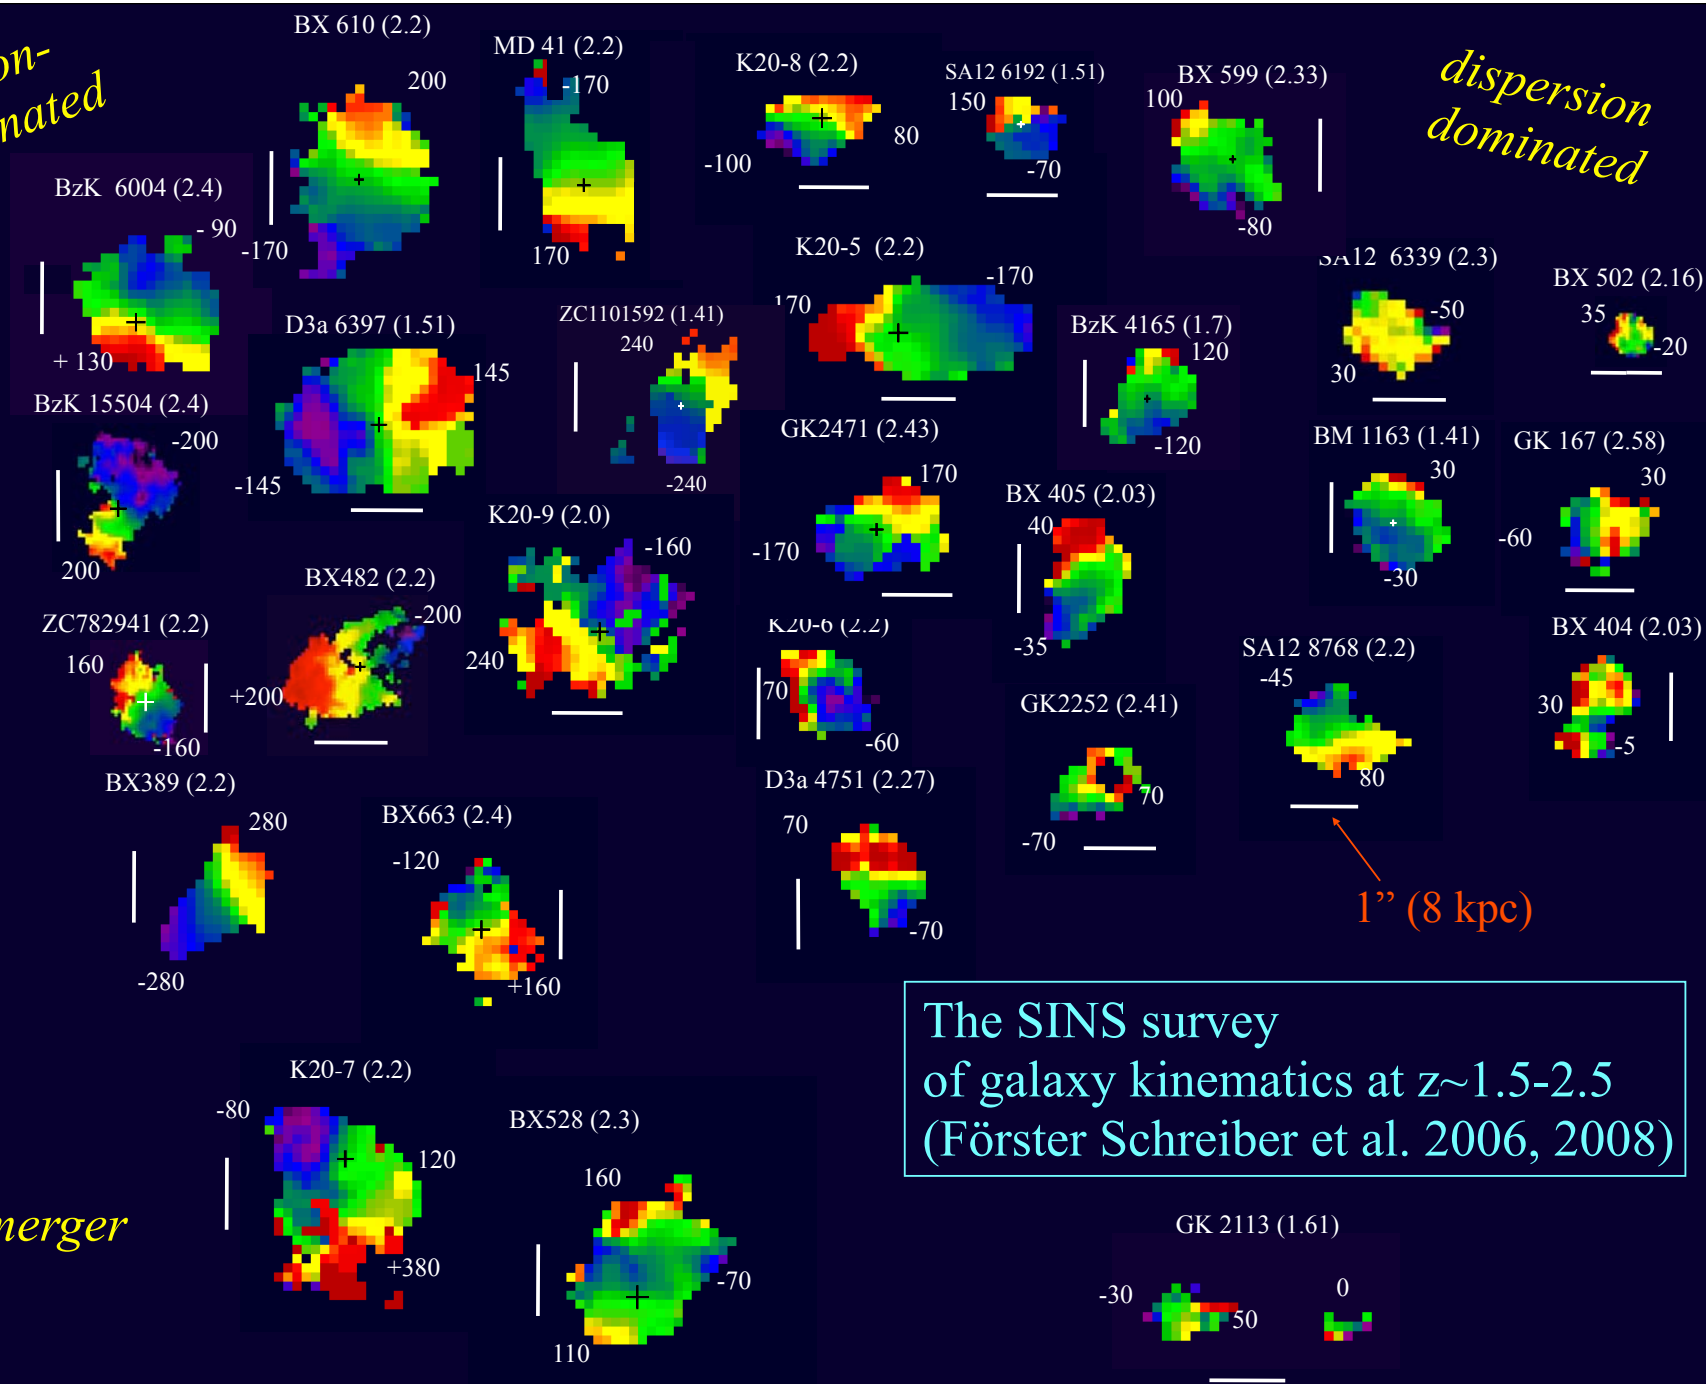 on-
nated
BX 610 (2.2)
200
-170
MD 41 (2.2)
-170
170
K20-8 (2.2)
80
-100
SA12 6192 (1.51)
150
-70
BX 599 (2.33)
100
-80
dispersion
dominated
BzK 6004 (2.4)
- 90
+ 130
K20-5 (2.2)
-170
170
SA12 6339 (2.3)
-50
30
BX 502 (2.16)
35
-20
D3a 6397 (1.51)
145
-145
ZC1101592 (1.41)
240
-240
BzK 4165 (1.7)
120
-120
BzK 15504 (2.4)
-200
200
GK2471 (2.43)
170
-170
BM 1163 (1.41)
30
-30
GK 167 (2.58)
30
-60
BX 405 (2.03)
40
-35
K20-9 (2.0)
-160
240
BX482 (2.2)
-200
+200
ZC782941 (2.2)
160
-160
K20-6 (2.2)
70
-60
SA12 8768 (2.2)
-45
80
BX 404 (2.03)
30
-5
GK2252 (2.41)
70
-70
BX389 (2.2)
280
-280
BX663 (2.4)
-120
+160
D3a 4751 (2.27)
70
-70
1” (8 kpc)
The SINS survey
of galaxy kinematics at z~1.5-2.5
(Förster Schreiber et al. 2006, 2008)
K20-7 (2.2)
-80
120
+380
BX528 (2.3)
160
-70
110
nerger
GK 2113 (1.61)
-30
50
0